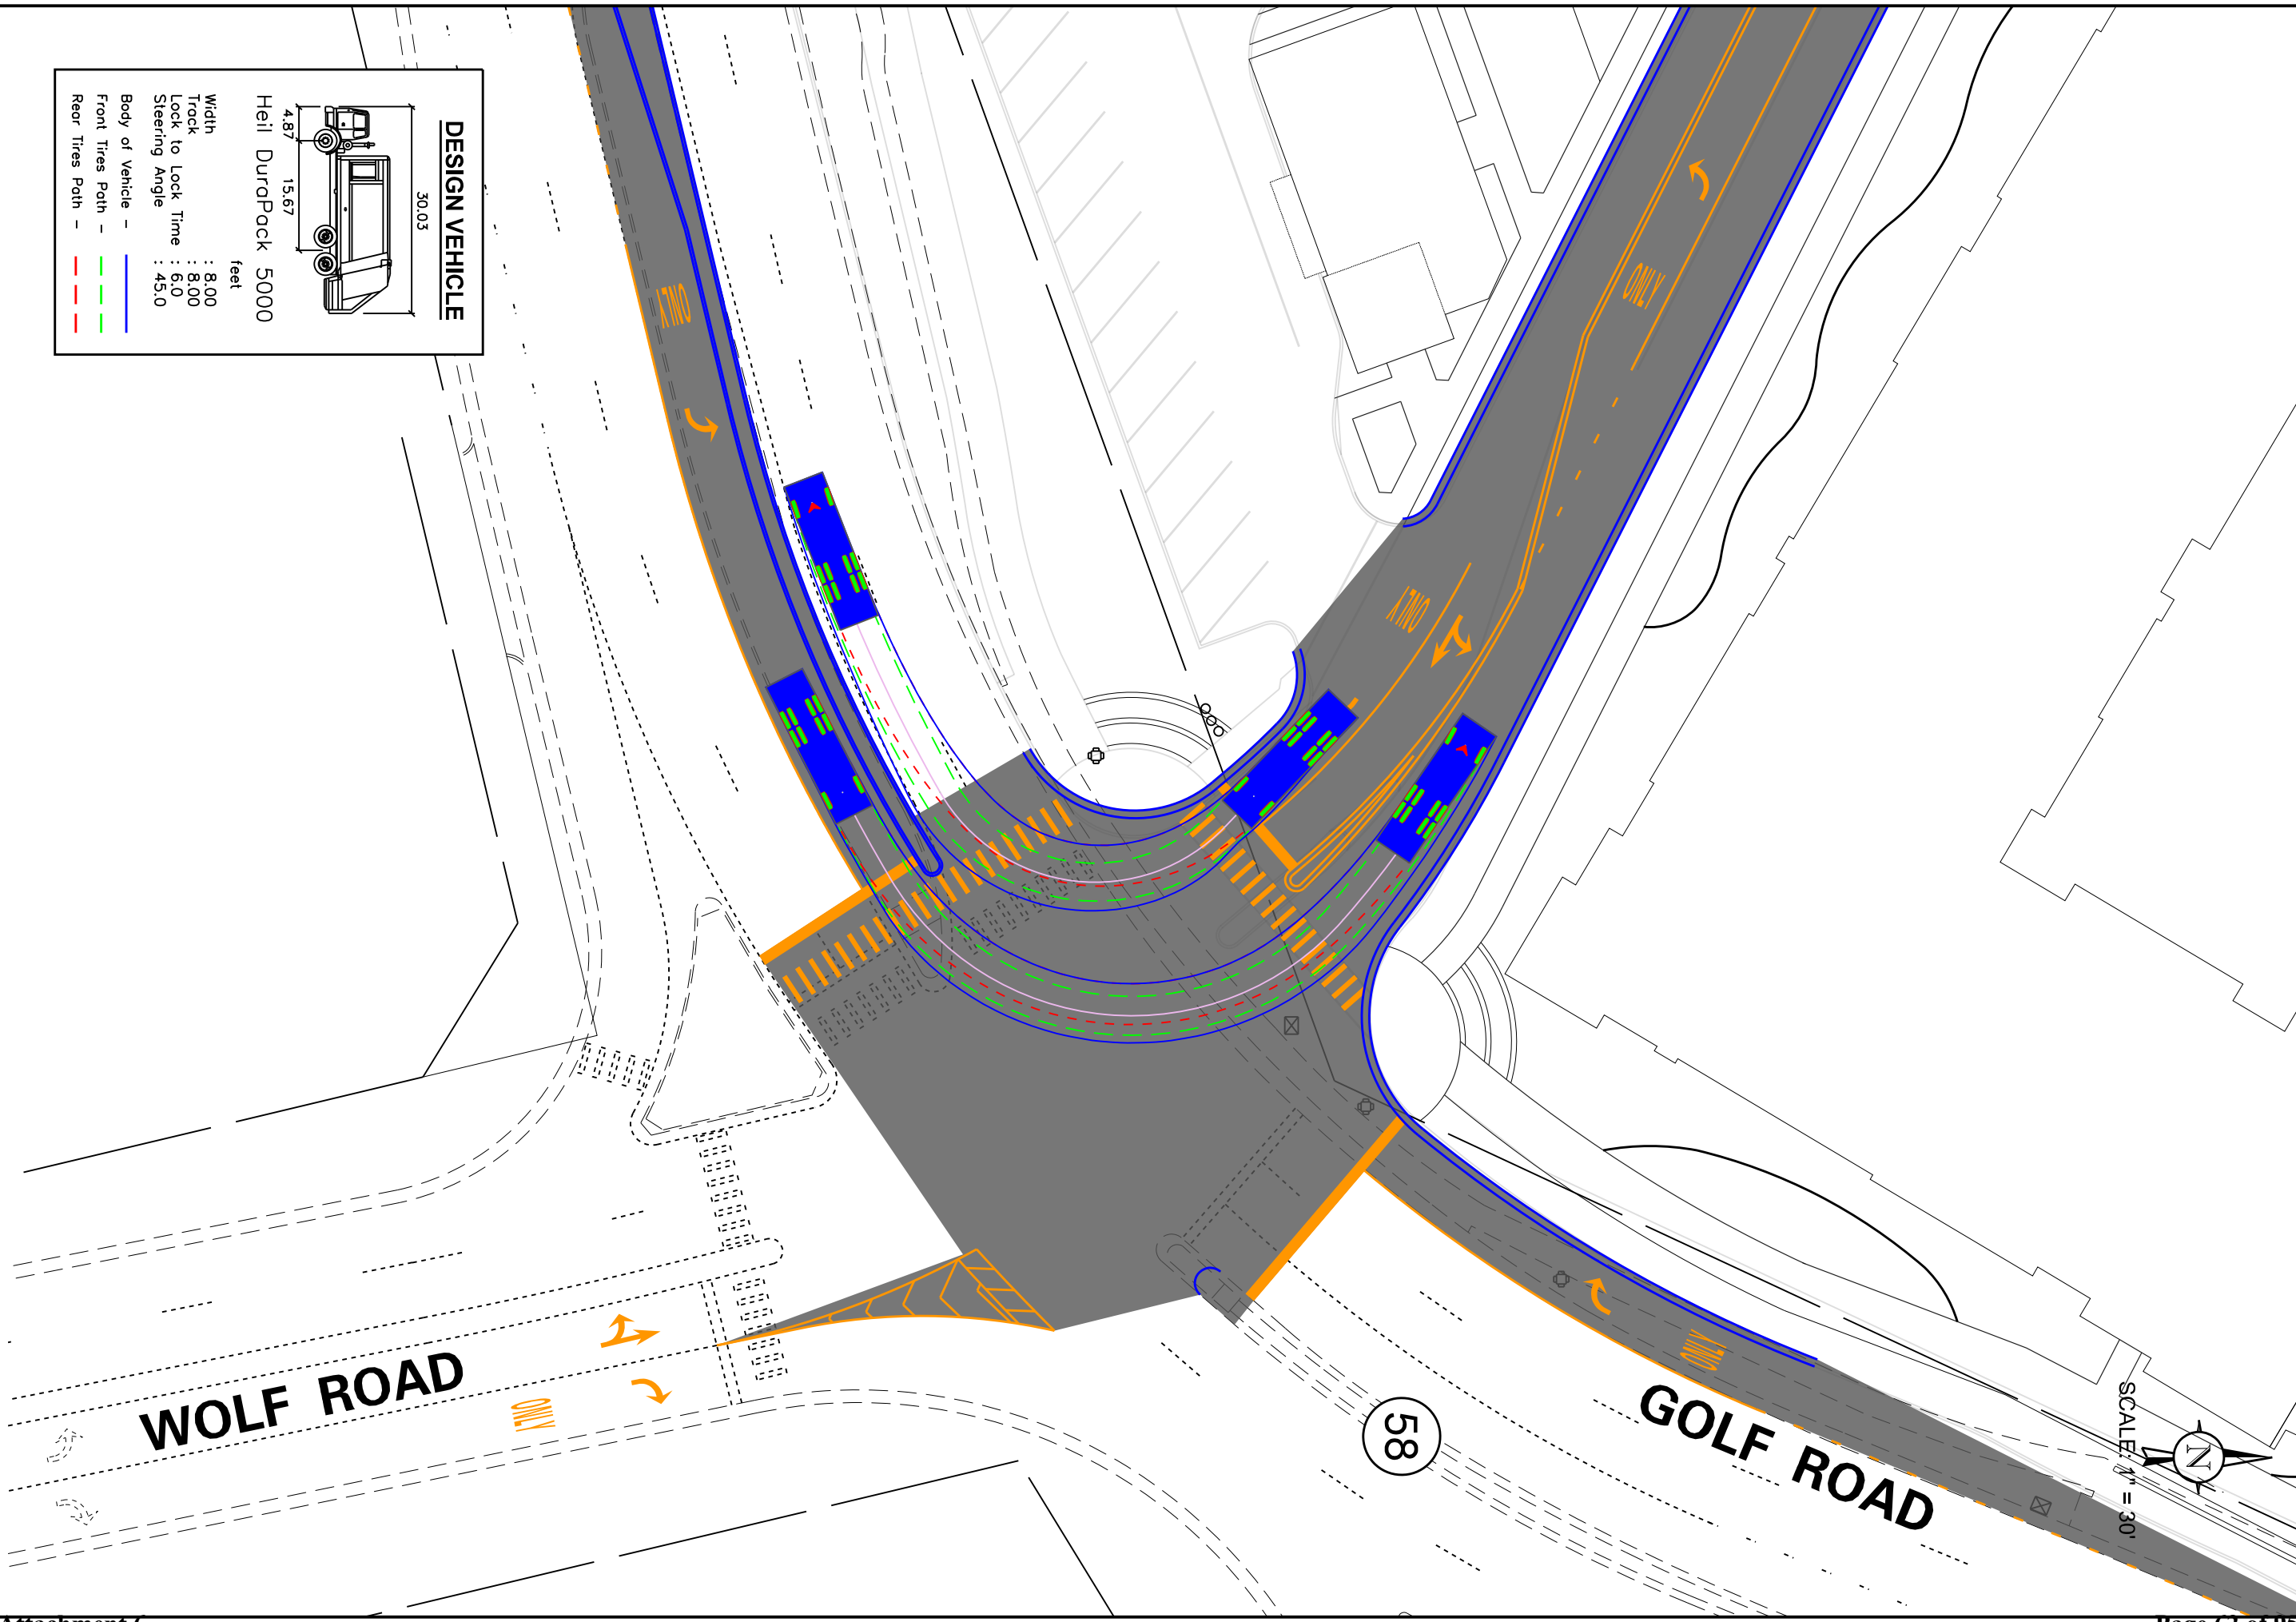 DESIGN VEHICLE
30.03
4.87
15.67
Heil DuraPack 5000
feet
Width : 8.00
Track : 8.00
Lock to Lock Time : 6.0
Steering Angle : 45.0
Body of Vehicle -
Front Tires Path -
Rear Tires Path -
ONLY
ONLY
ONLY
WOLF ROAD
ONLY
58
GOLF ROAD
ONLY
SCALE: 1" = 30'
N